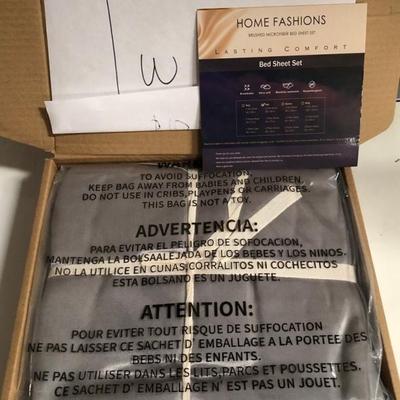 1 W
HOME FASHIONS
BRUSHED MICROFIBER BED SHEET SET
LASTING COMFORT
Bed Sheet Set
TO AVOID SUFFOCATION,
KEEP BAG AWAY FROM BABIES AND CHILDREN.
DO NOT USE IN CRIBS, PLAYPENS OR CARRIAGES.
THIS BAG IS NOT A TOY.
ADVERTENCIA:
PARA EVITAR EL PELIGRO DE SOFOCACION,
MANTENGA LA BOLSAALEJADA DE LOS BEBES Y LOS NINOS.
NO LA UTILICE EN CUNAS,CORRALITOS NI COCHECITOS
ESTA BOLSANO ES UN JUGUETE.
ATTENTION:
POUR EVITER TOUT RISQUE DE SUFFOCATION
NE PAS LAISSER CE SACHET D' EMBALLAGE A LA PORTEE DES
BEBS/NI DES ENFANTS.
NE PAS UTILISER DANS LES LITS,PARCS ET POUSSETTES,
CE SACHET D' EMBALLAGE N'EST PAS UN JOUET.